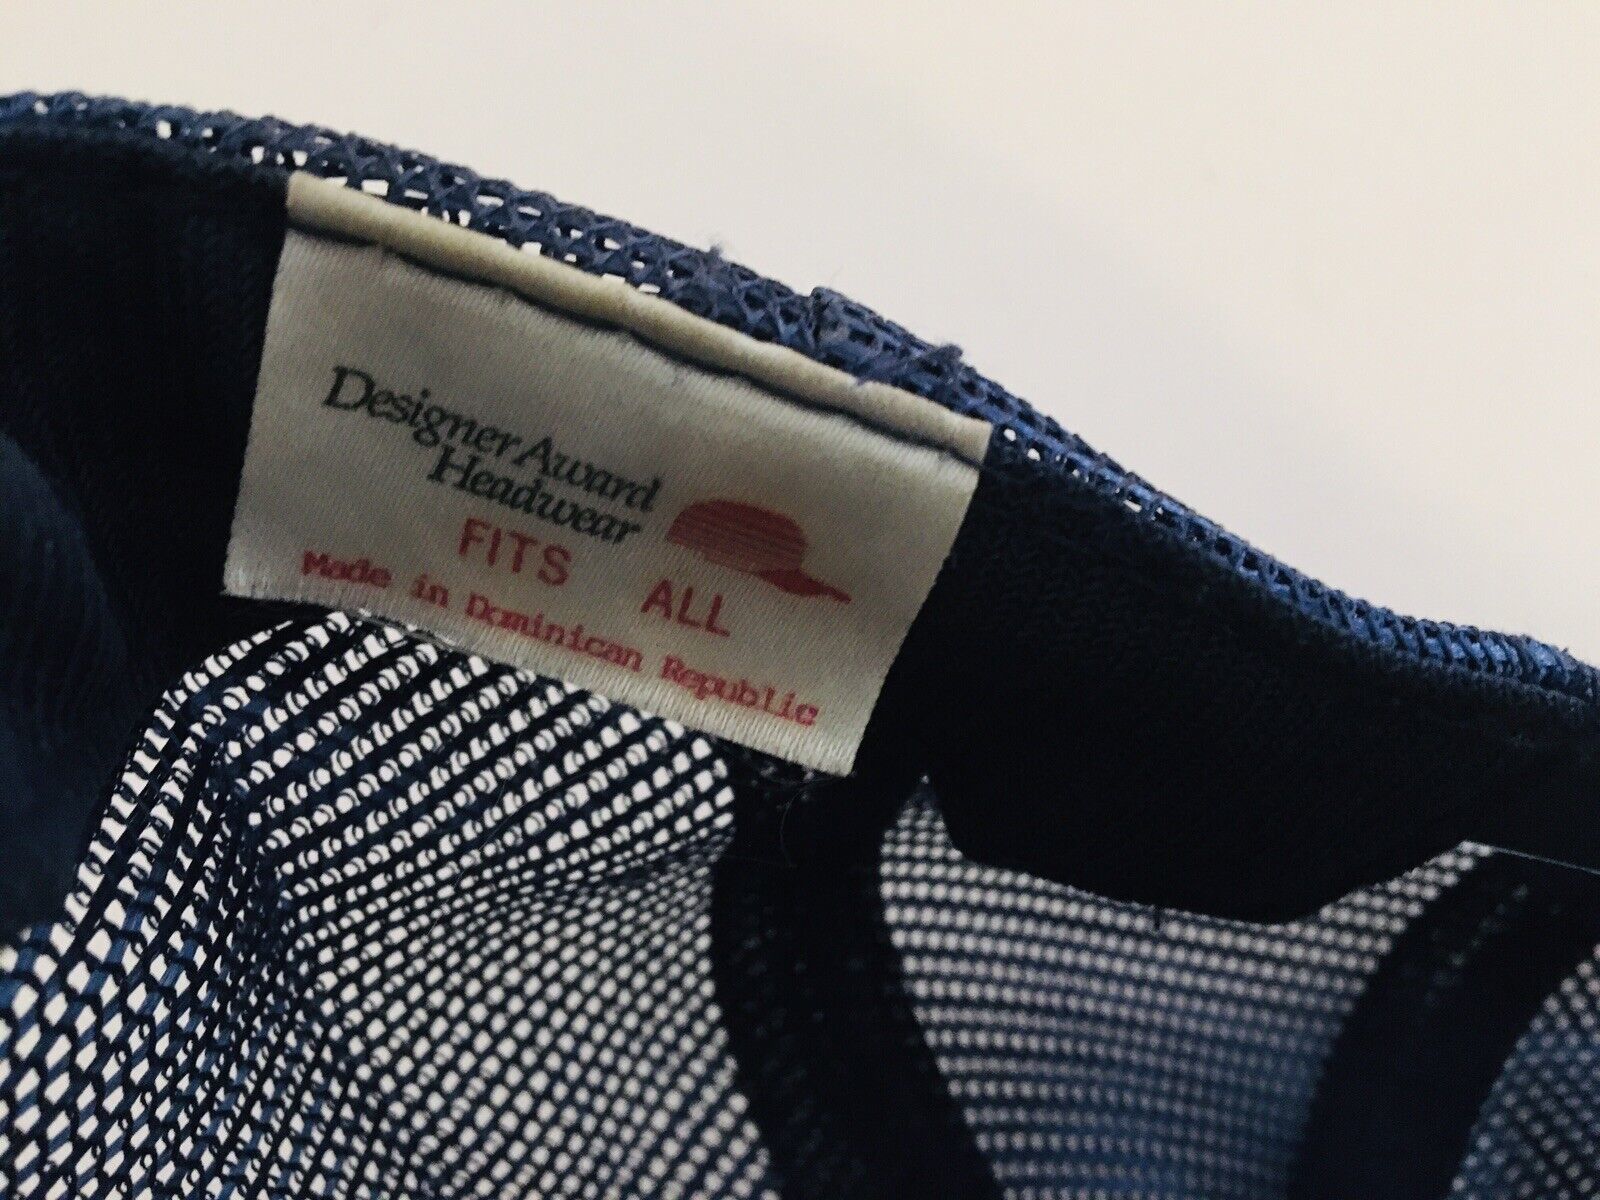 Designer Award
Headwear
FITS ALL
Made in Dominican Republic